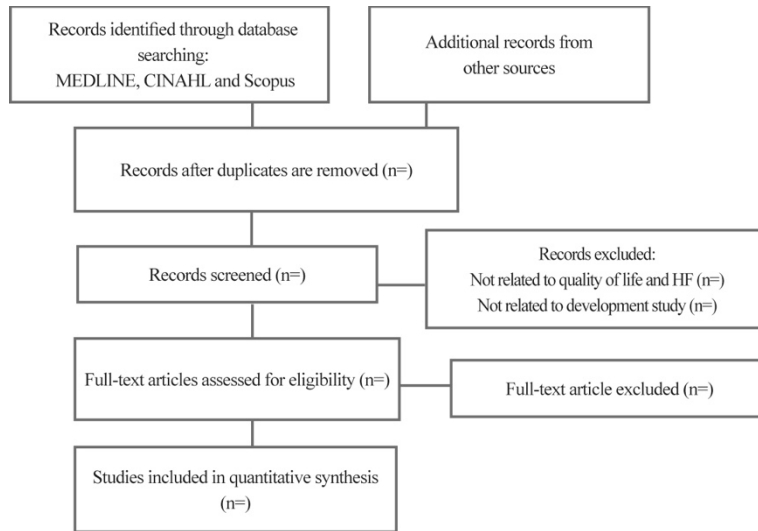 Records identified through database
searching:
MEDLINE, CINAHL and Scopus
Additional records from
other sources
Records after duplicates are removed (n=)
Records screened (n=)
Records excluded:
Not related to quality of life and HF (n=)
Not related to development study (n=)
Full-text articles assessed for eligibility (n=)
Full-text article excluded (n=)
Studies included in quantitative synthesis
(n=)